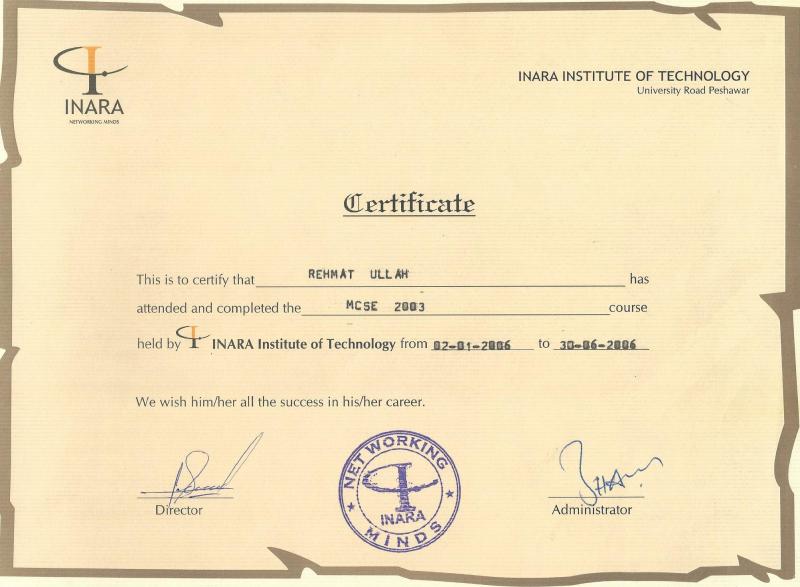 INARA
NETWORKING MINDS
INARA INSTITUTE OF TECHNOLOGY
University Road Peshawar
Certificate
This is to certify that REHMAT ULLAH has
attended and completed the MCSE 2003 course
held by INARA Institute of Technology from 02-01-2006 to 30-06-2006
We wish him/her all the success in his/her career.
NETWORKING
INARA
MINDS
Director
Administrator